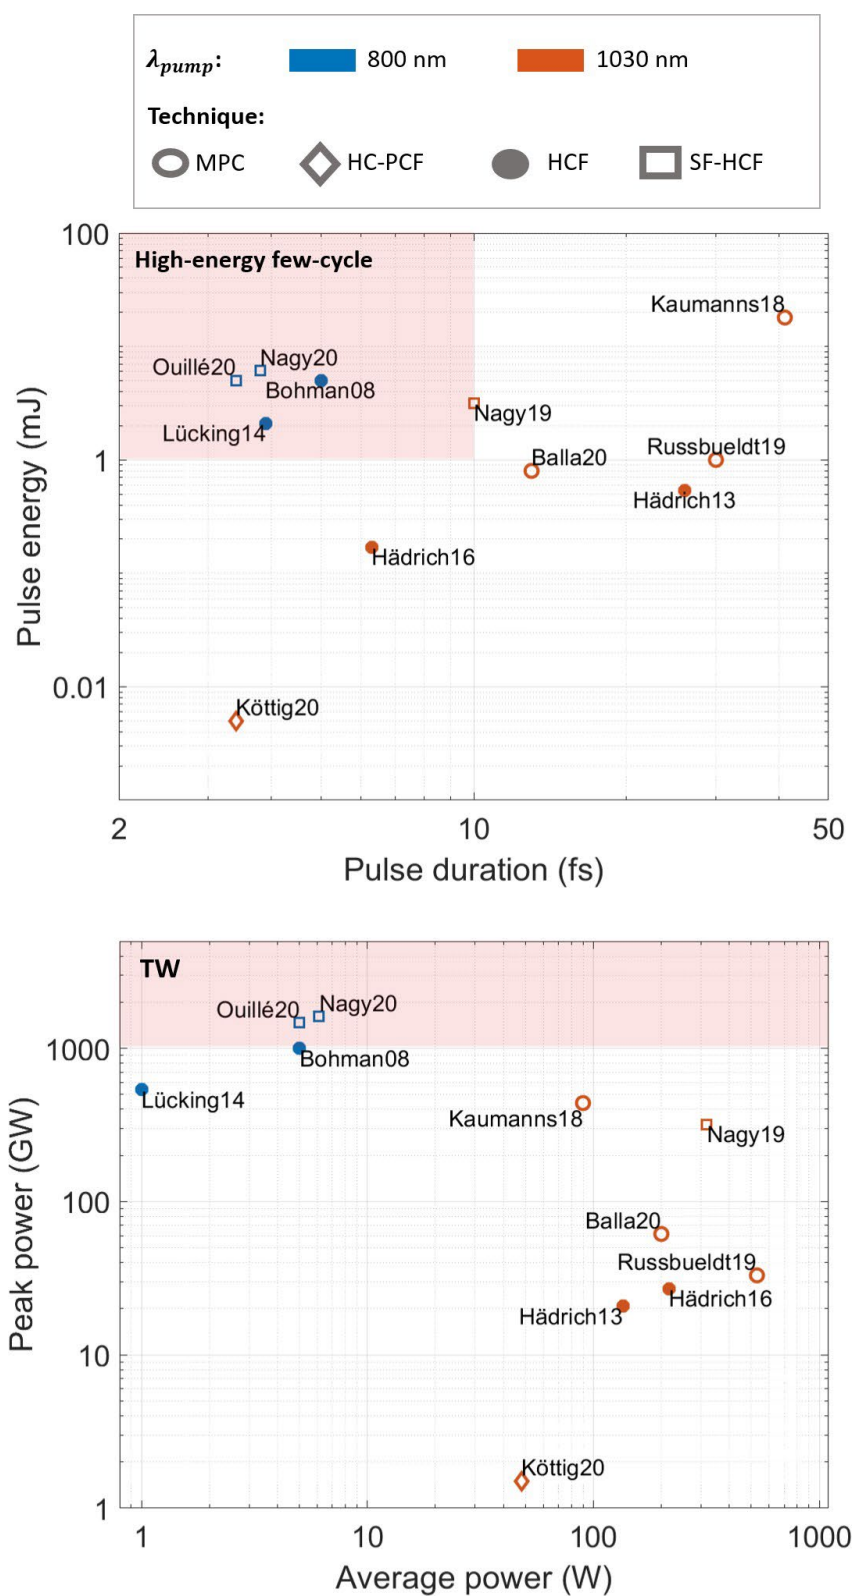 λpump: 800 nm 1030 nm
Technique:
MPC HC-PCF HCF SF-HCF
100
High-energy few-cycle
Kaumanns18
Ouillé20 Nagy20
Bohman08
Nagy19
Lücking14
Russbueldt19
Balla20
1
Hädrich13
Hädrich16
0.01
Köttig20
Pulse energy (mJ)
2 10 50
Pulse duration (fs)
TW
Ouillé20 Nagy20
1000
Bohman08
Lücking14
Kaumanns18
Nagy19
100
Balla20
Russbueldt19
Hädrich16
Hädrich13
10
Köttig20
1
Peak power (GW)
1 10 100 1000
Average power (W)